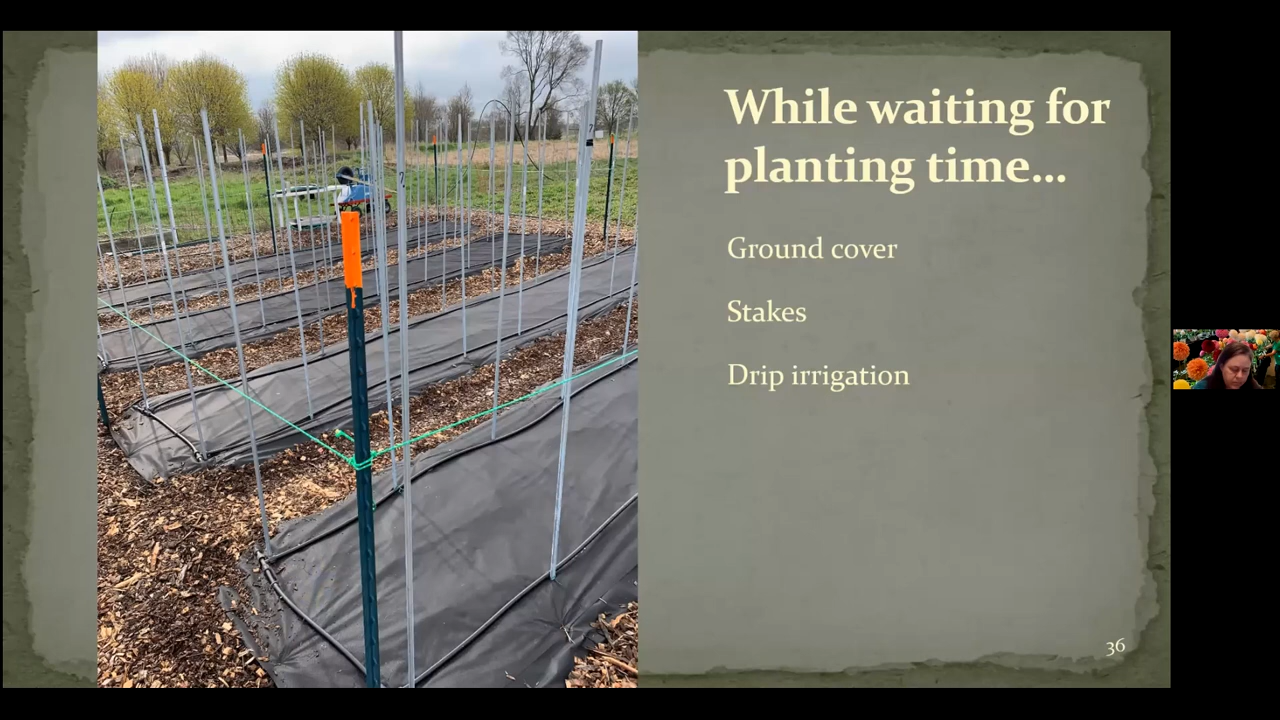 While waiting for
planting time...
Ground cover
Stakes
Drip irrigation
36